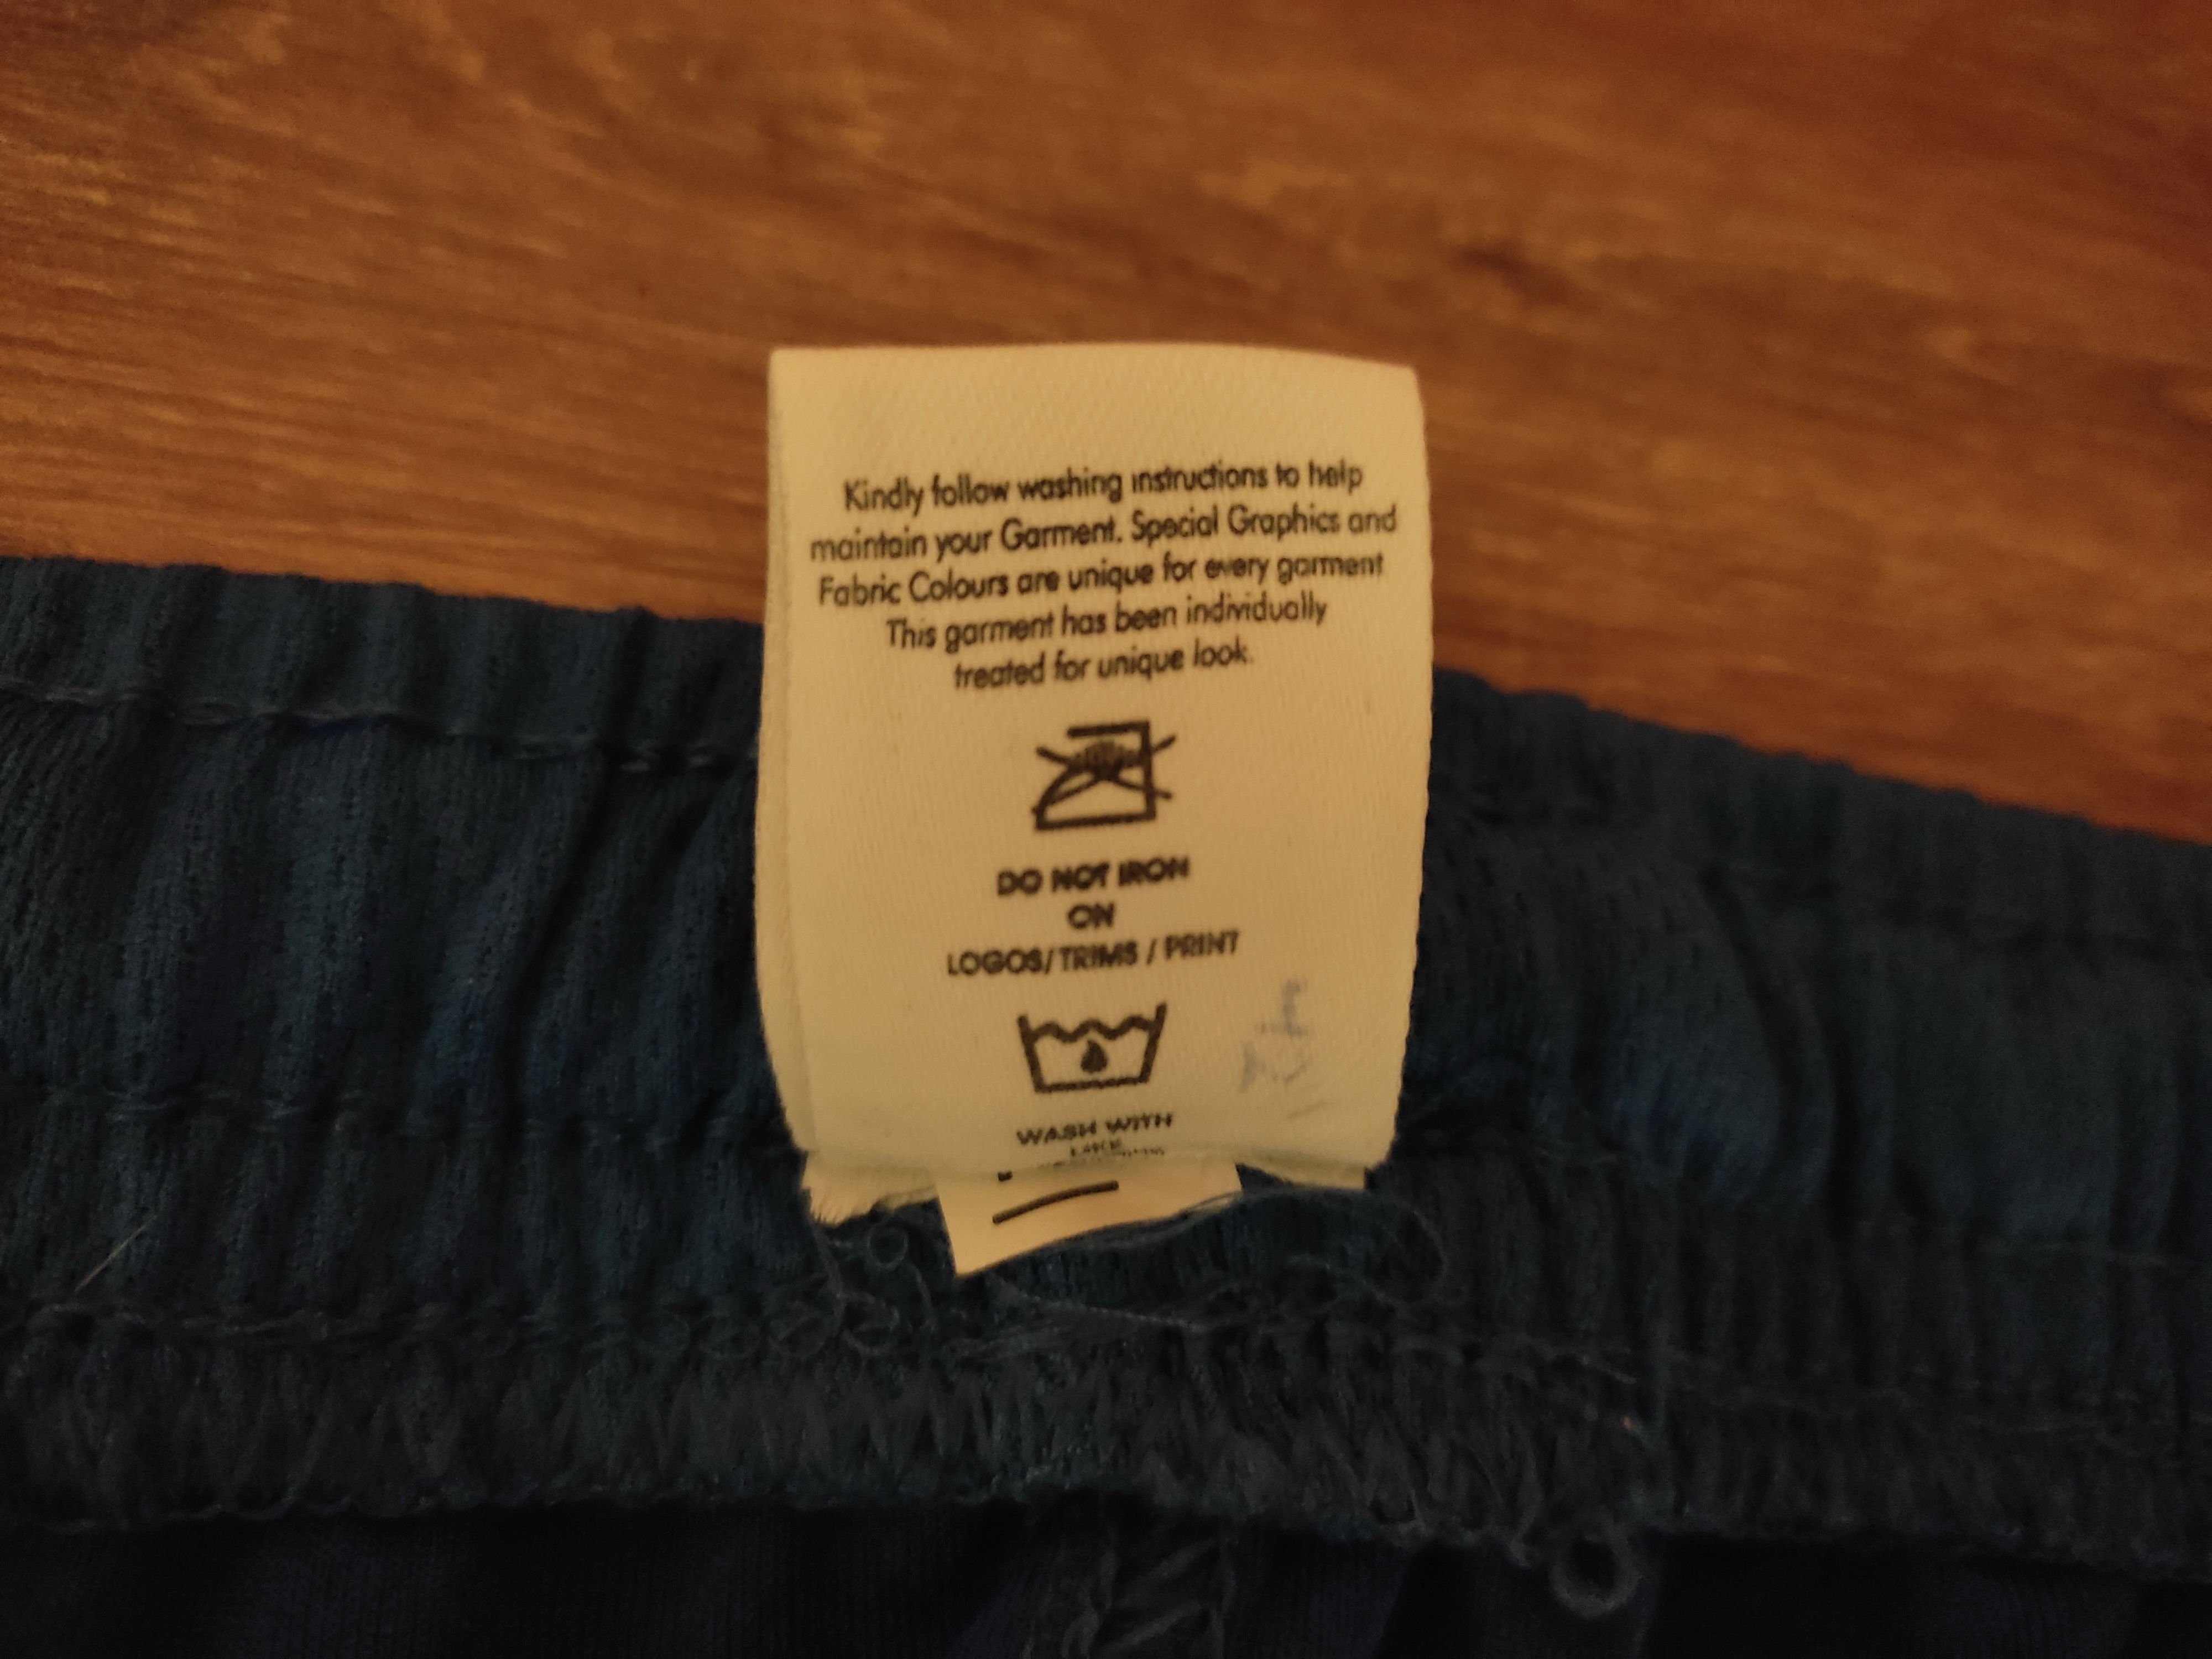 Kindly follow washing instructions to help
maintain your Garment. Special Graphics and
Fabric Colours are unique for every garment
This garment has been individually
treated for unique look.
DO NOT IRON
ON
LOGOS/TRIMS / PRINT
WASH WITH
LIKE